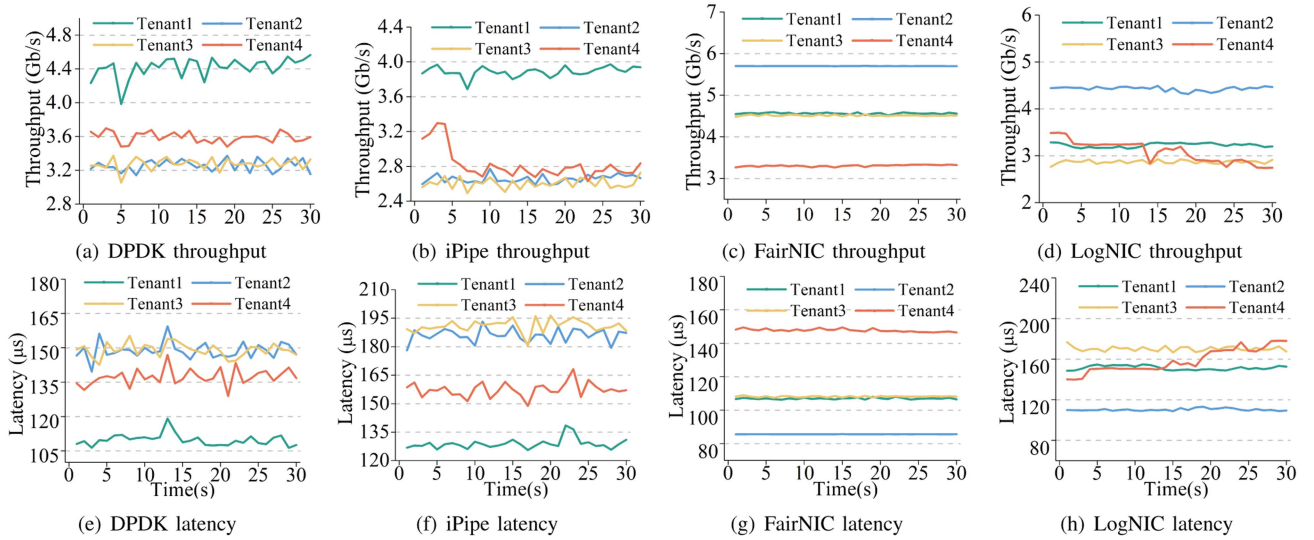 Throughput (Gb/s)
Tenant1 Tenant2
Tenant3 Tenant4
4.8
4.4
4.0
3.6
3.2
2.8
0 5 10 15 20 25 30
(a) DPDK throughput
Throughput (Gb/s)
Tenant1 Tenant2
Tenant3 Tenant4
4.4
4.0
3.6
3.2
2.8
2.4
0 5 10 15 20 25 30
(b) iPipe throughput
Throughput (Gb/s)
Tenant1 Tenant2
Tenant3 Tenant4
7
6
5
4
3
0 5 10 15 20 25 30
(c) FairNIC throughput
Throughput (Gb/s)
Tenant1 Tenant2
Tenant3 Tenant4
6
5
4
3
2
0 5 10 15 20 25 30
(d) LogNIC throughput
Latency (μs)
Tenant1 Tenant2
Tenant3 Tenant4
180
165
150
135
120
105
0 5 10 15 20 25 30
Time(s)
(e) DPDK latency
Latency (μs)
Tenant1 Tenant2
Tenant3 Tenant4
210
195
180
165
150
135
120
0 5 10 15 20 25 30
Time(s)
(f) iPipe latency
Latency (μs)
Tenant1 Tenant2
Tenant3 Tenant4
180
160
140
120
100
80
0 5 10 15 20 25 30
Time(s)
(g) FairNIC latency
Latency (μs)
Tenant1 Tenant2
Tenant3 Tenant4
240
200
160
120
80
0 5 10 15 20 25 30
Time(s)
(h) LogNIC latency